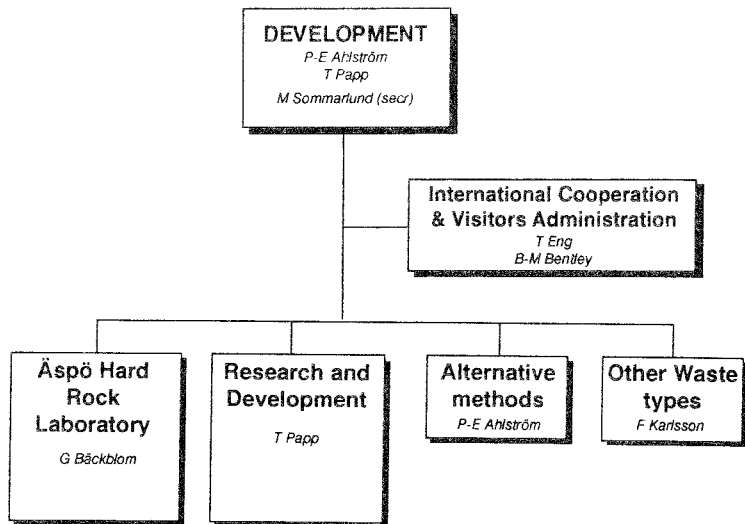 DEVELOPMENT
P-E Ahlström
T Papp
M Sommarlund (secr)
International Cooperation
& Visitors Administration
T Eng
B-M Bentley
Äspö Hard
Rock
Laboratory
G Bäckblom
Research and
Development
T Papp
Alternative
methods
P-E Ahlström
Other Waste
types
F Karlsson